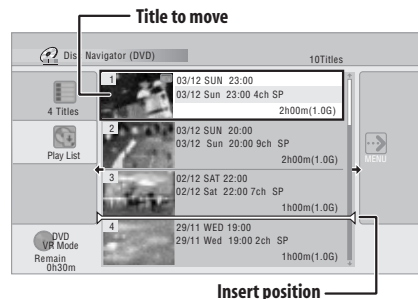 Title to move
Disc Navigator (DVD)
10Titles
1
03/12 SUN 23:00
03/12 Sun 23:00 4ch SP
2h00m(1.0G)
4 Titles
2
03/12 SUN 20:00
03/12 Sun 20:00 9ch SP
2h00m(1.0G)
Play List
MENU
3
02/12 SAT 22:00
02/12 Sat 22:00 7ch SP
1h00m(1.0G)
4
29/11 WED 19:00
29/11 Wed 19:00 2ch SP
1h00m(1.0G)
DVD
VR Mode
Remain
0h30m
Insert position